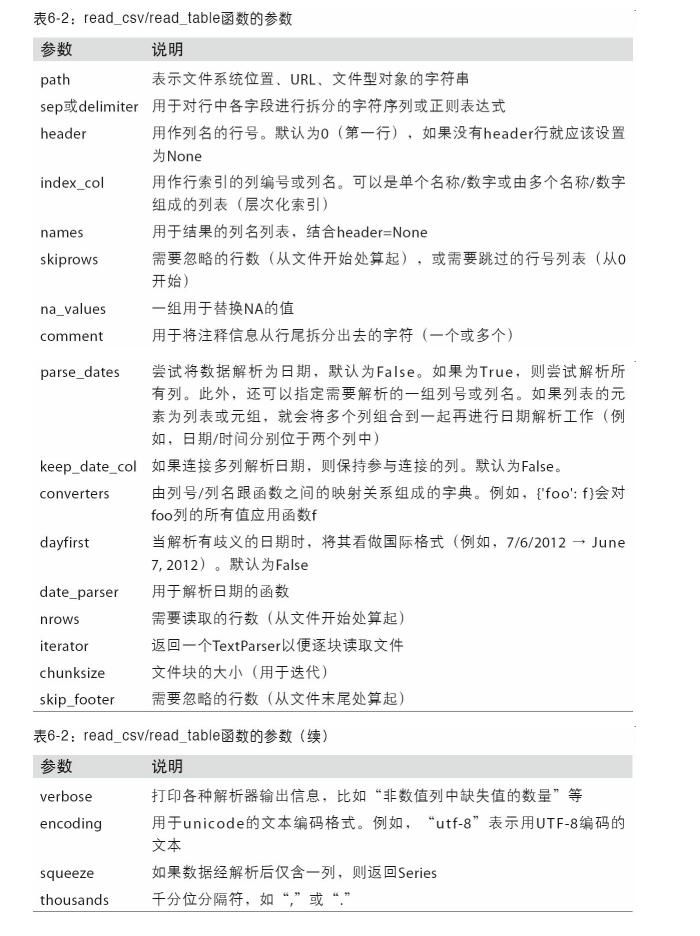 表6-2：read_csv/read_table函数的参数
参数 说明
path 表示文件系统位置、URL、文件型对象的字符串
sep或delimiter 用于对行中各字段进行拆分的字符序列或正则表达式
header 用作列名的行号。默认为0（第一行），如果没有header行就应该设置
为None
index_col 用作行索引的列编号或列名。可以是单个名称/数字或由多个名称/数字
组成的列表（层次化索引）
names 用于结果的列名列表，结合header=None
skiprows 需要忽略的行数（从文件开始处算起），或需要跳过的行号列表（从0
开始）
na_values 一组用于替换NA的值
comment 用于将注释信息从行尾拆分出去的字符（一个或多个）
parse_dates 尝试将数据解析为日期，默认为False。如果为True，则尝试解析所
有列。此外，还可以指定需要解析的一组列号或列名。如果列表的元
素为列表或元组，就会将多个列组合到一起再进行日期解析工作（例
如，日期/时间分别位于两个列中）
keep_date_col 如果连接多列解析日期，则保持参与连接的列。默认为False。
converters 由列号/列名跟函数之间的映射关系组成的字典。例如，{'foo': f}会对
foo列的所有值应用函数f
dayfirst 当解析有歧义的日期时，将其看做国际格式（例如，7/6/2012 → June
7, 2012）。默认为False
date_parser 用于解析日期的函数
nrows 需要读取的行数（从文件开始处算起）
iterator 返回一个TextParser以便逐块读取文件
chunksize 文件块的大小（用于迭代）
skip_footer 需要忽略的行数（从文件末尾处算起）
表6-2：read_csv/read_table函数的参数（续）
参数 说明
verbose 打印各种解析器输出信息，比如“非数值列中缺失值的数量”等
encoding 用于unicode的文本编码格式。例如，“utf-8”表示用UTF-8编码的
文本
squeeze 如果数据经解析后仅含一列，则返回Series
thousands 千分位分隔符，如“,”或“.”